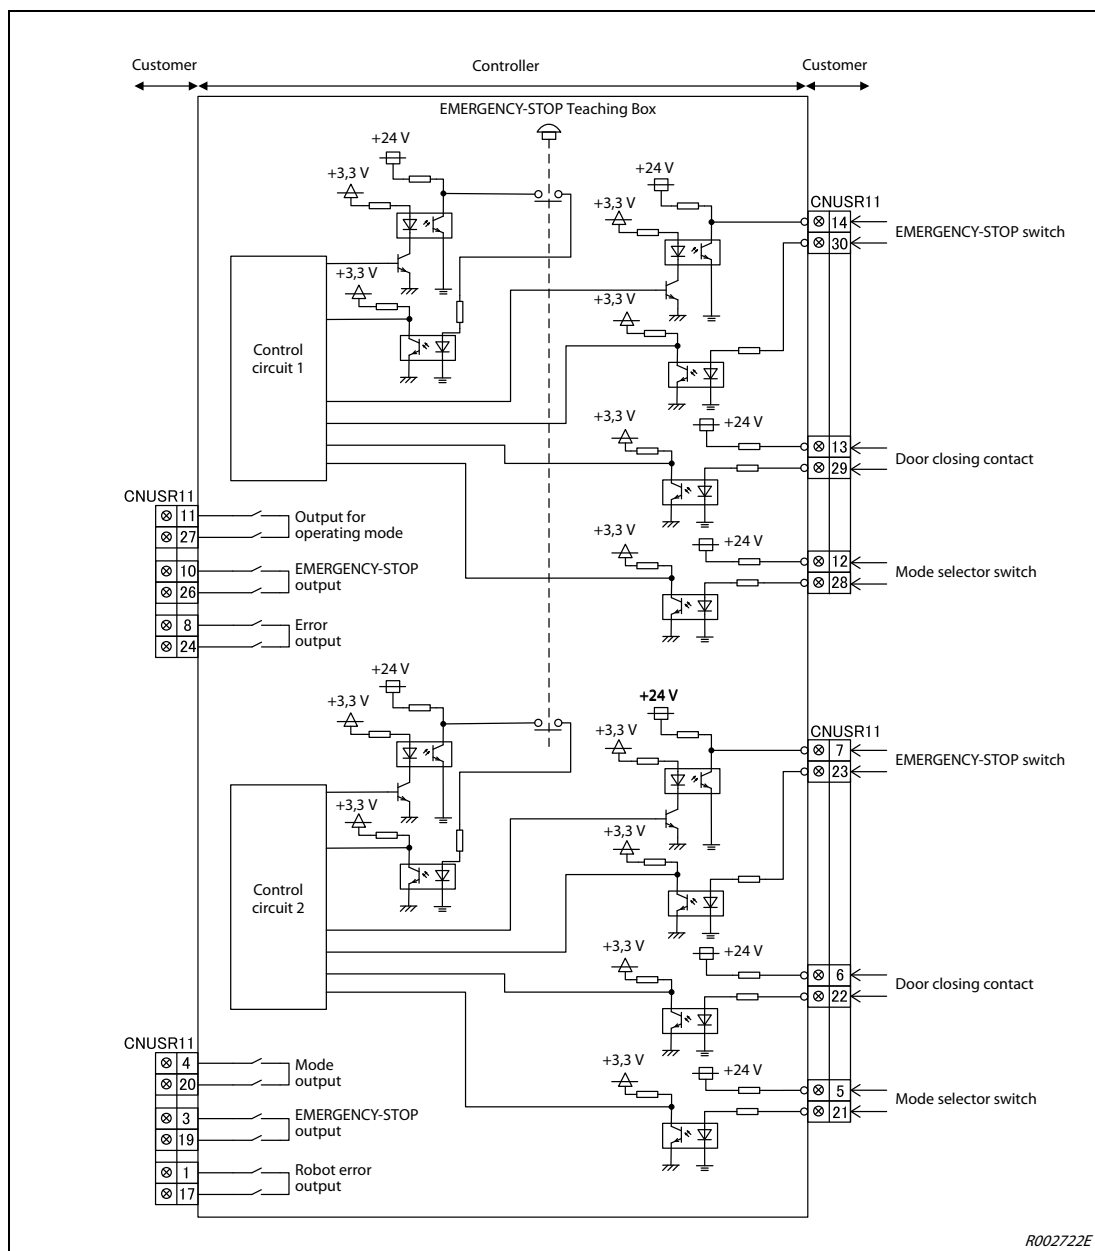 Customer
Controller
Customer
EMERGENCY-STOP Teaching Box
+24 V
+3,3 V
+24 V
+3,3 V
CNUSR11
14
30
EMERGENCY-STOP switch
+3,3 V
+3,3 V
Control
circuit 1
+3,3 V
+24 V
13
29
Door closing contact
CNUSR11
11
27
Output for
operating mode
10
26
EMERGENCY-STOP
output
8
24
Error
output
+3,3 V
+24 V
12
28
Mode selector switch
+24 V
+3,3 V
+24 V
+3,3 V
CNUSR11
7
23
EMERGENCY-STOP switch
+3,3 V
+3,3 V
Control
circuit 2
+3,3 V
+24 V
6
22
Door closing contact
CNUSR11
4
20
Mode
output
3
19
EMERGENCY-STOP
output
1
17
Robot error
output
+3,3 V
+24 V
5
21
Mode selector switch
R002722E